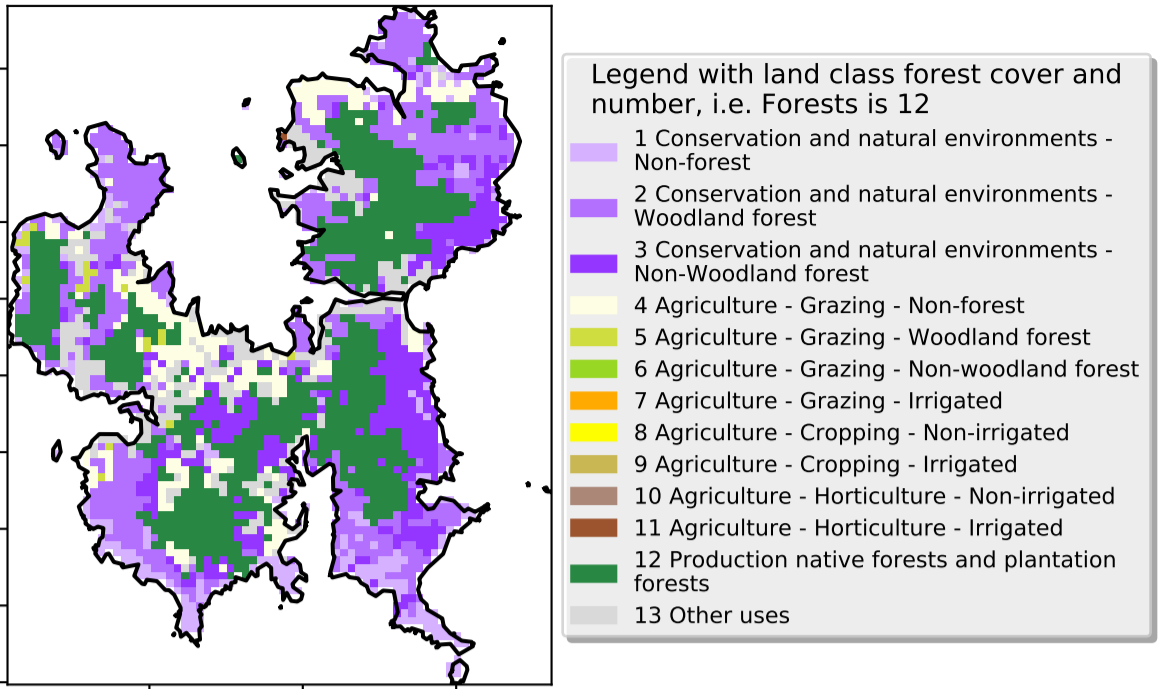 Legend with land class forest cover and
number, i.e. Forests is 12
1 Conservation and natural environments -
Non-forest
2 Conservation and natural environments -
Woodland forest
3 Conservation and natural environments -
Non-Woodland forest
4 Agriculture - Grazing - Non-forest
5 Agriculture - Grazing - Woodland forest
6 Agriculture - Grazing - Non-woodland forest
7 Agriculture - Grazing - Irrigated
8 Agriculture - Cropping - Non-irrigated
9 Agriculture - Cropping - Irrigated
10 Agriculture - Horticulture - Non-irrigated
11 Agriculture - Horticulture - Irrigated
12 Production native forests and plantation
forests
13 Other uses